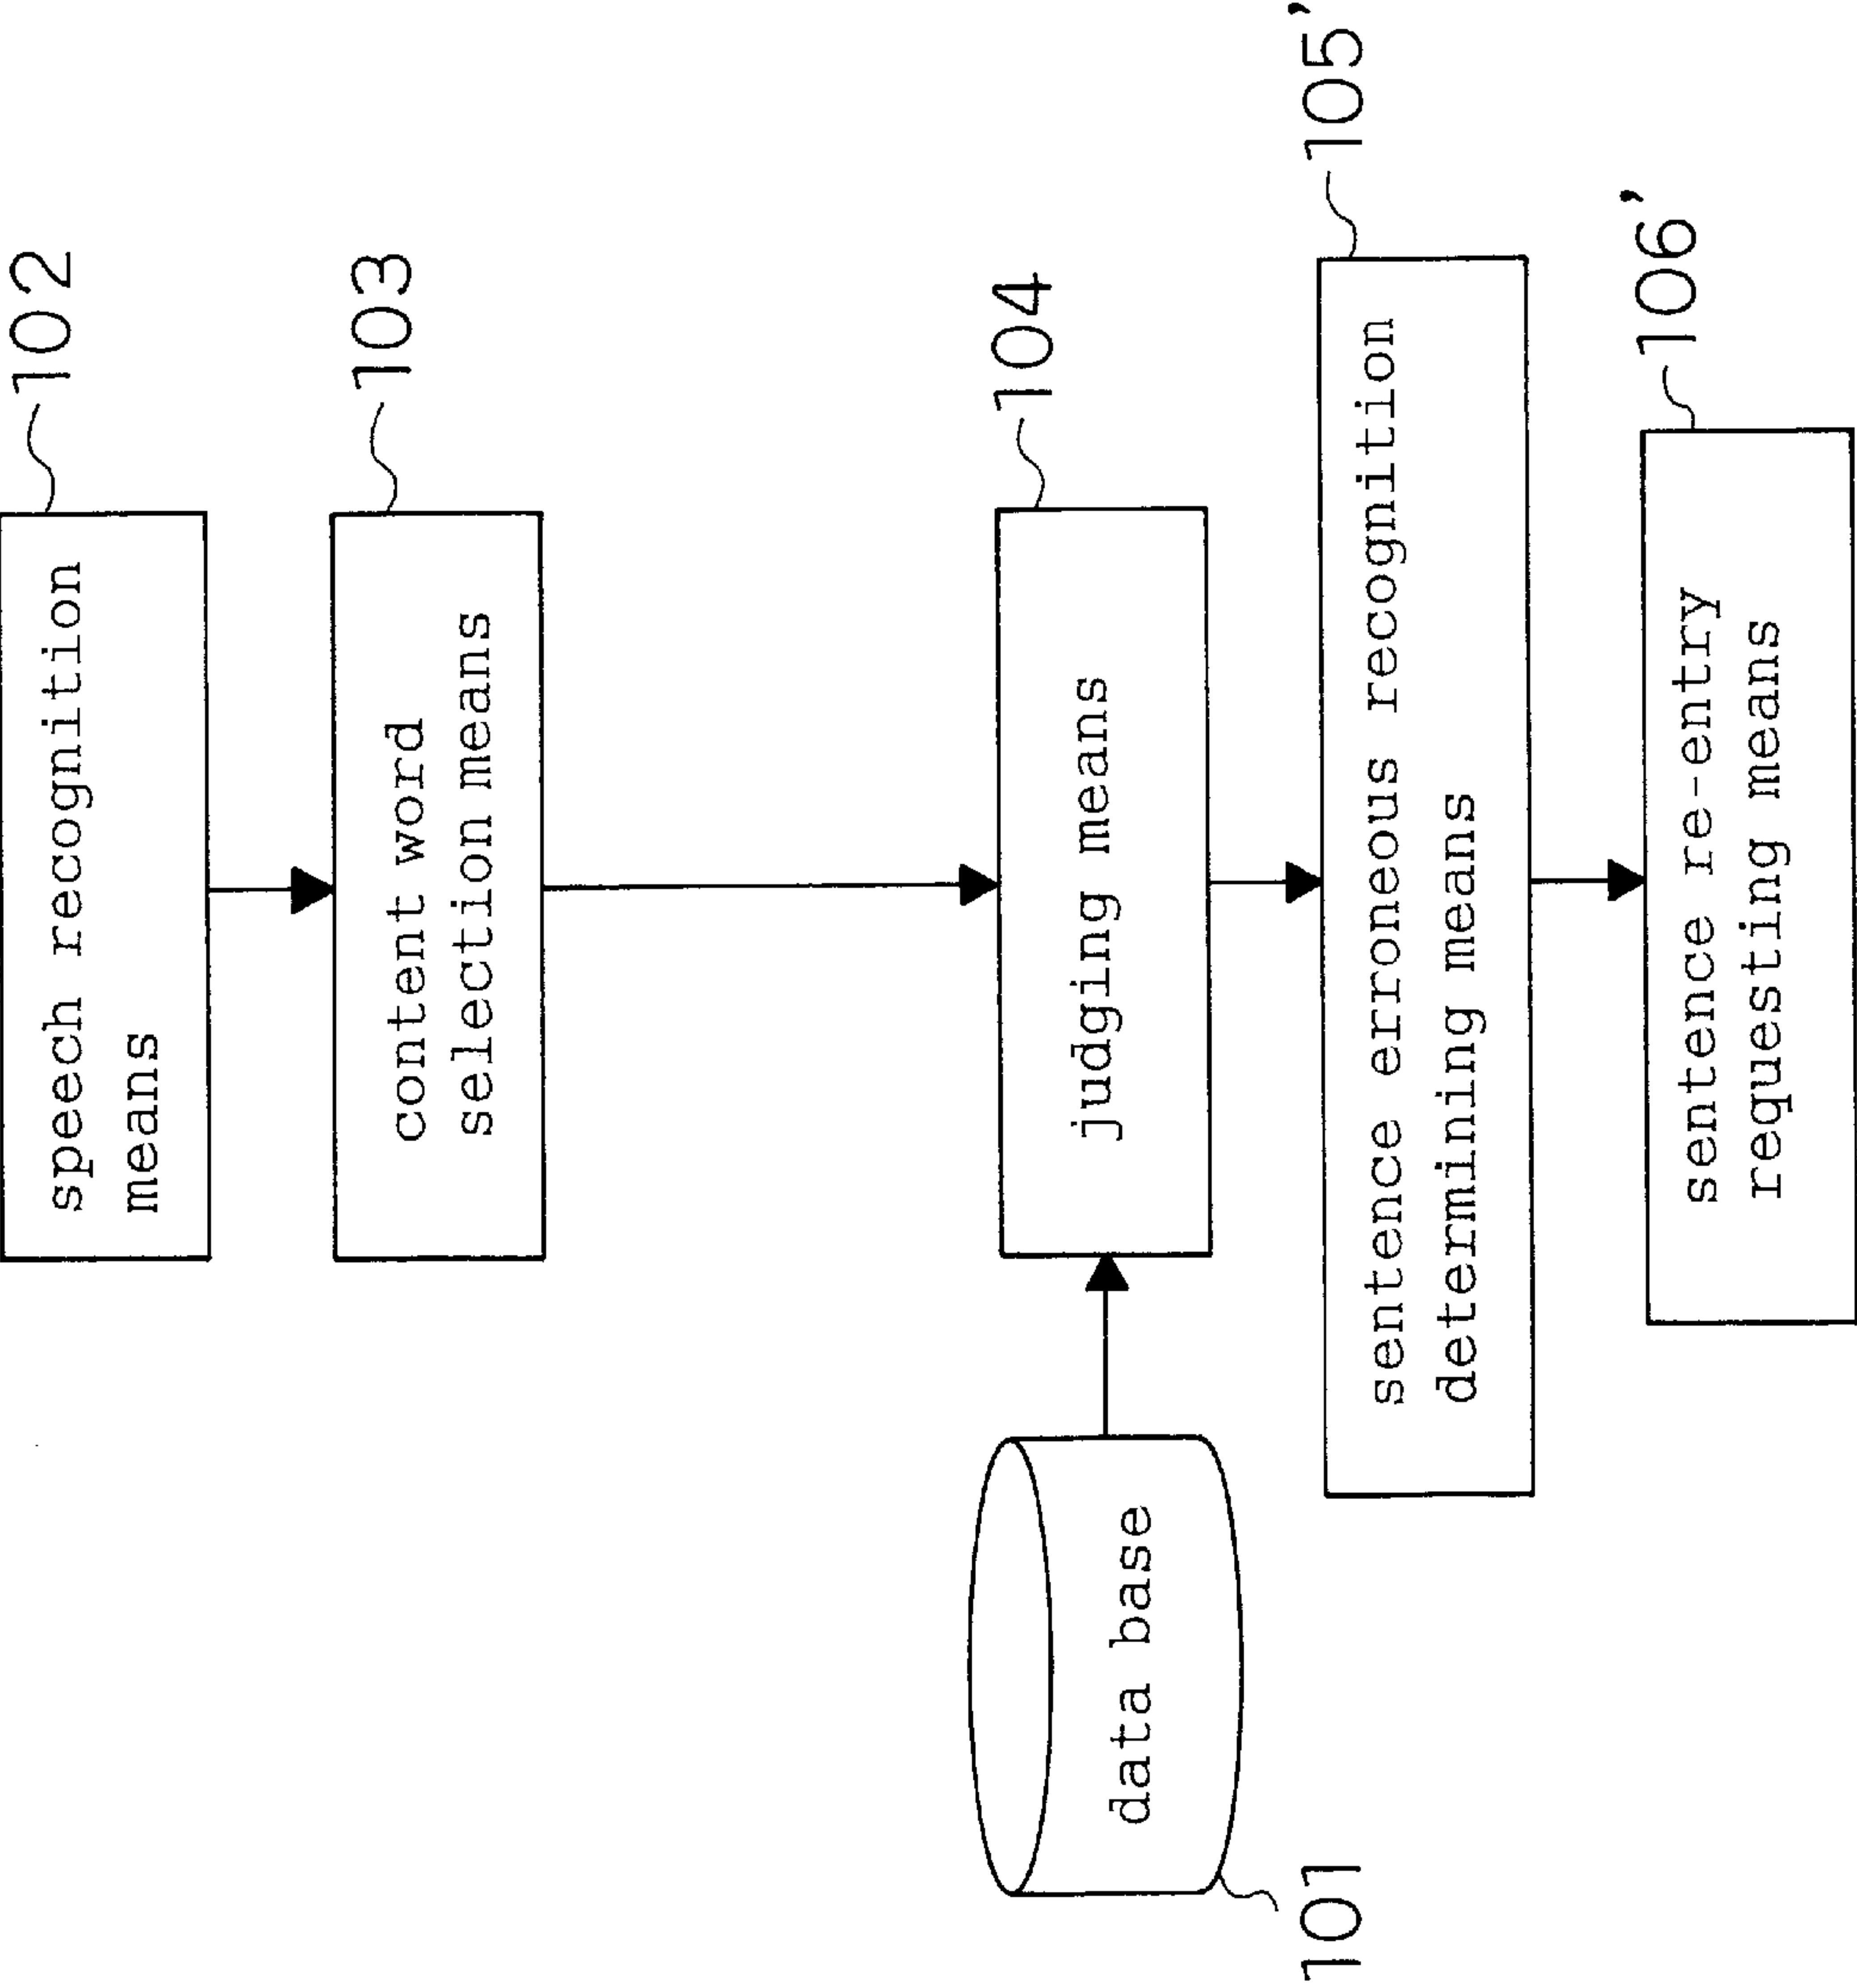 102
speech recognition
means
103
content word
selection means
104
judging means
data base
101
105'
sentence erroneous recognition
determining means
106'
sentence re-entry
requesting means